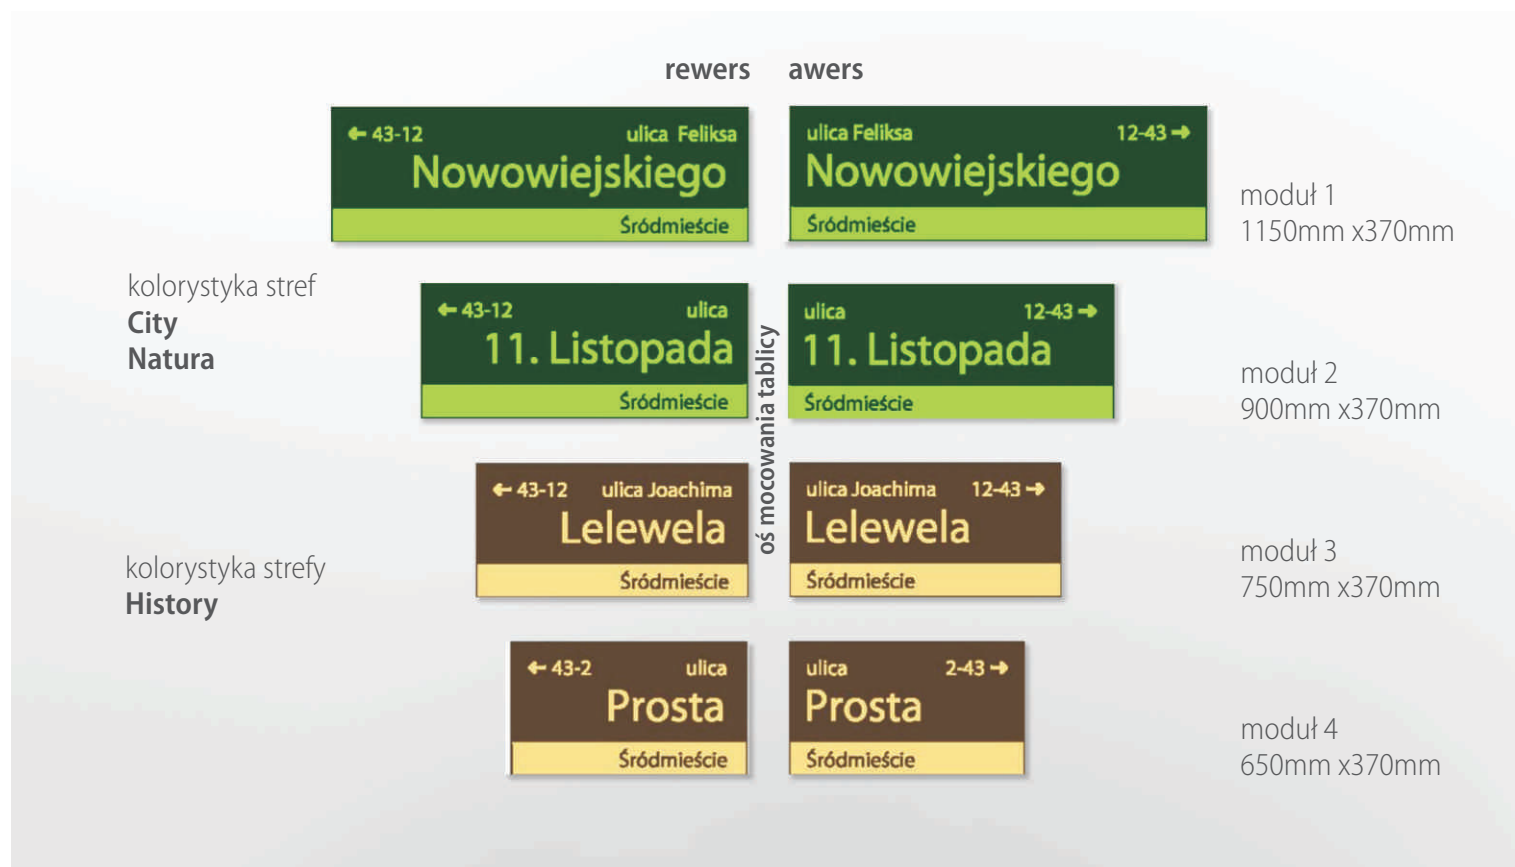 rewers awers
← 43-12 ulica Feliksa
Nowowiejskiego
Śródmieście
ulica Feliksa 12-43 →
Nowowiejskiego
Śródmieście
moduł 1
1150mm x370mm
kolorystyka stref
City
Natura
← 43-12 ulica
11. Listopada
Śródmieście
oś mocowania tablicy
ulica 12-43 →
11. Listopada
Śródmieście
moduł 2
900mm x370mm
kolorystyka strefy
History
← 43-12 ulica Joachima
Lelewela
Śródmieście
ulica Joachima 12-43 →
Lelewela
Śródmieście
moduł 3
750mm x370mm
← 43-2 ulica
Prosta
Śródmieście
ulica 2-43 →
Prosta
Śródmieście
moduł 4
650mm x370mm